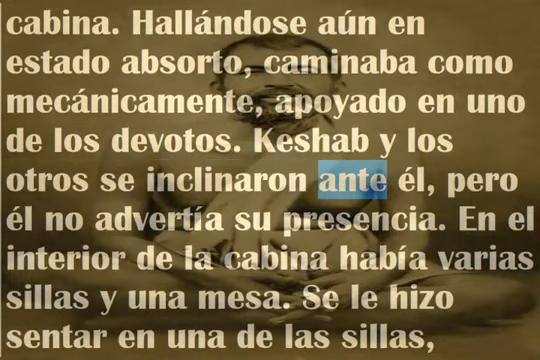 cabina. Hallándose aún en
estado absorto, caminaba como
mecánicamente, apoyado en uno
de los devotos. Keshab y los
otros se inclinaron ante él, pero
él no advertía su presencia. En el
interior de la cabina había varias
sillas y una mesa. Se le hizo
sentar en una de las sillas,